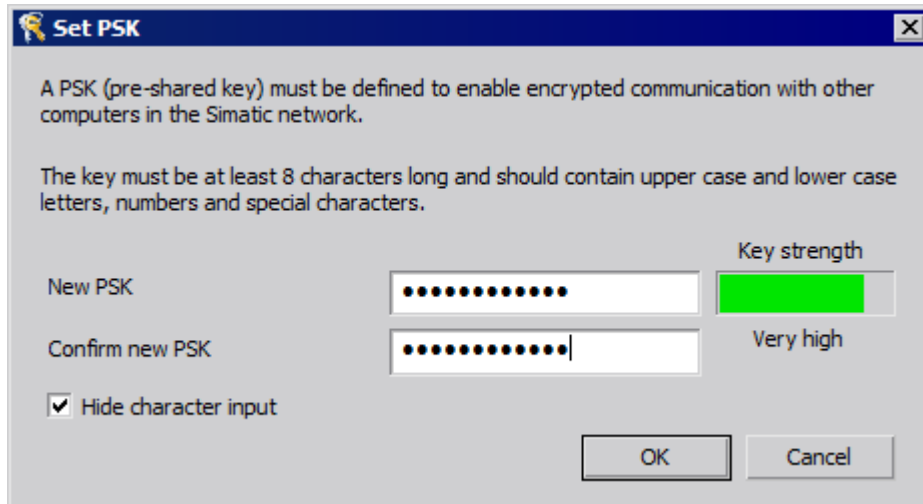 Set PSK
A PSK (pre-shared key) must be defined to enable encrypted communication with other
computers in the Simatic network.
The key must be at least 8 characters long and should contain upper case and lower case
letters, numbers and special characters.
Key strength
New PSK ●●●●●●●●●●●●
Confirm new PSK ●●●●●●●●●●●●
Very high
Hide character input
OK Cancel